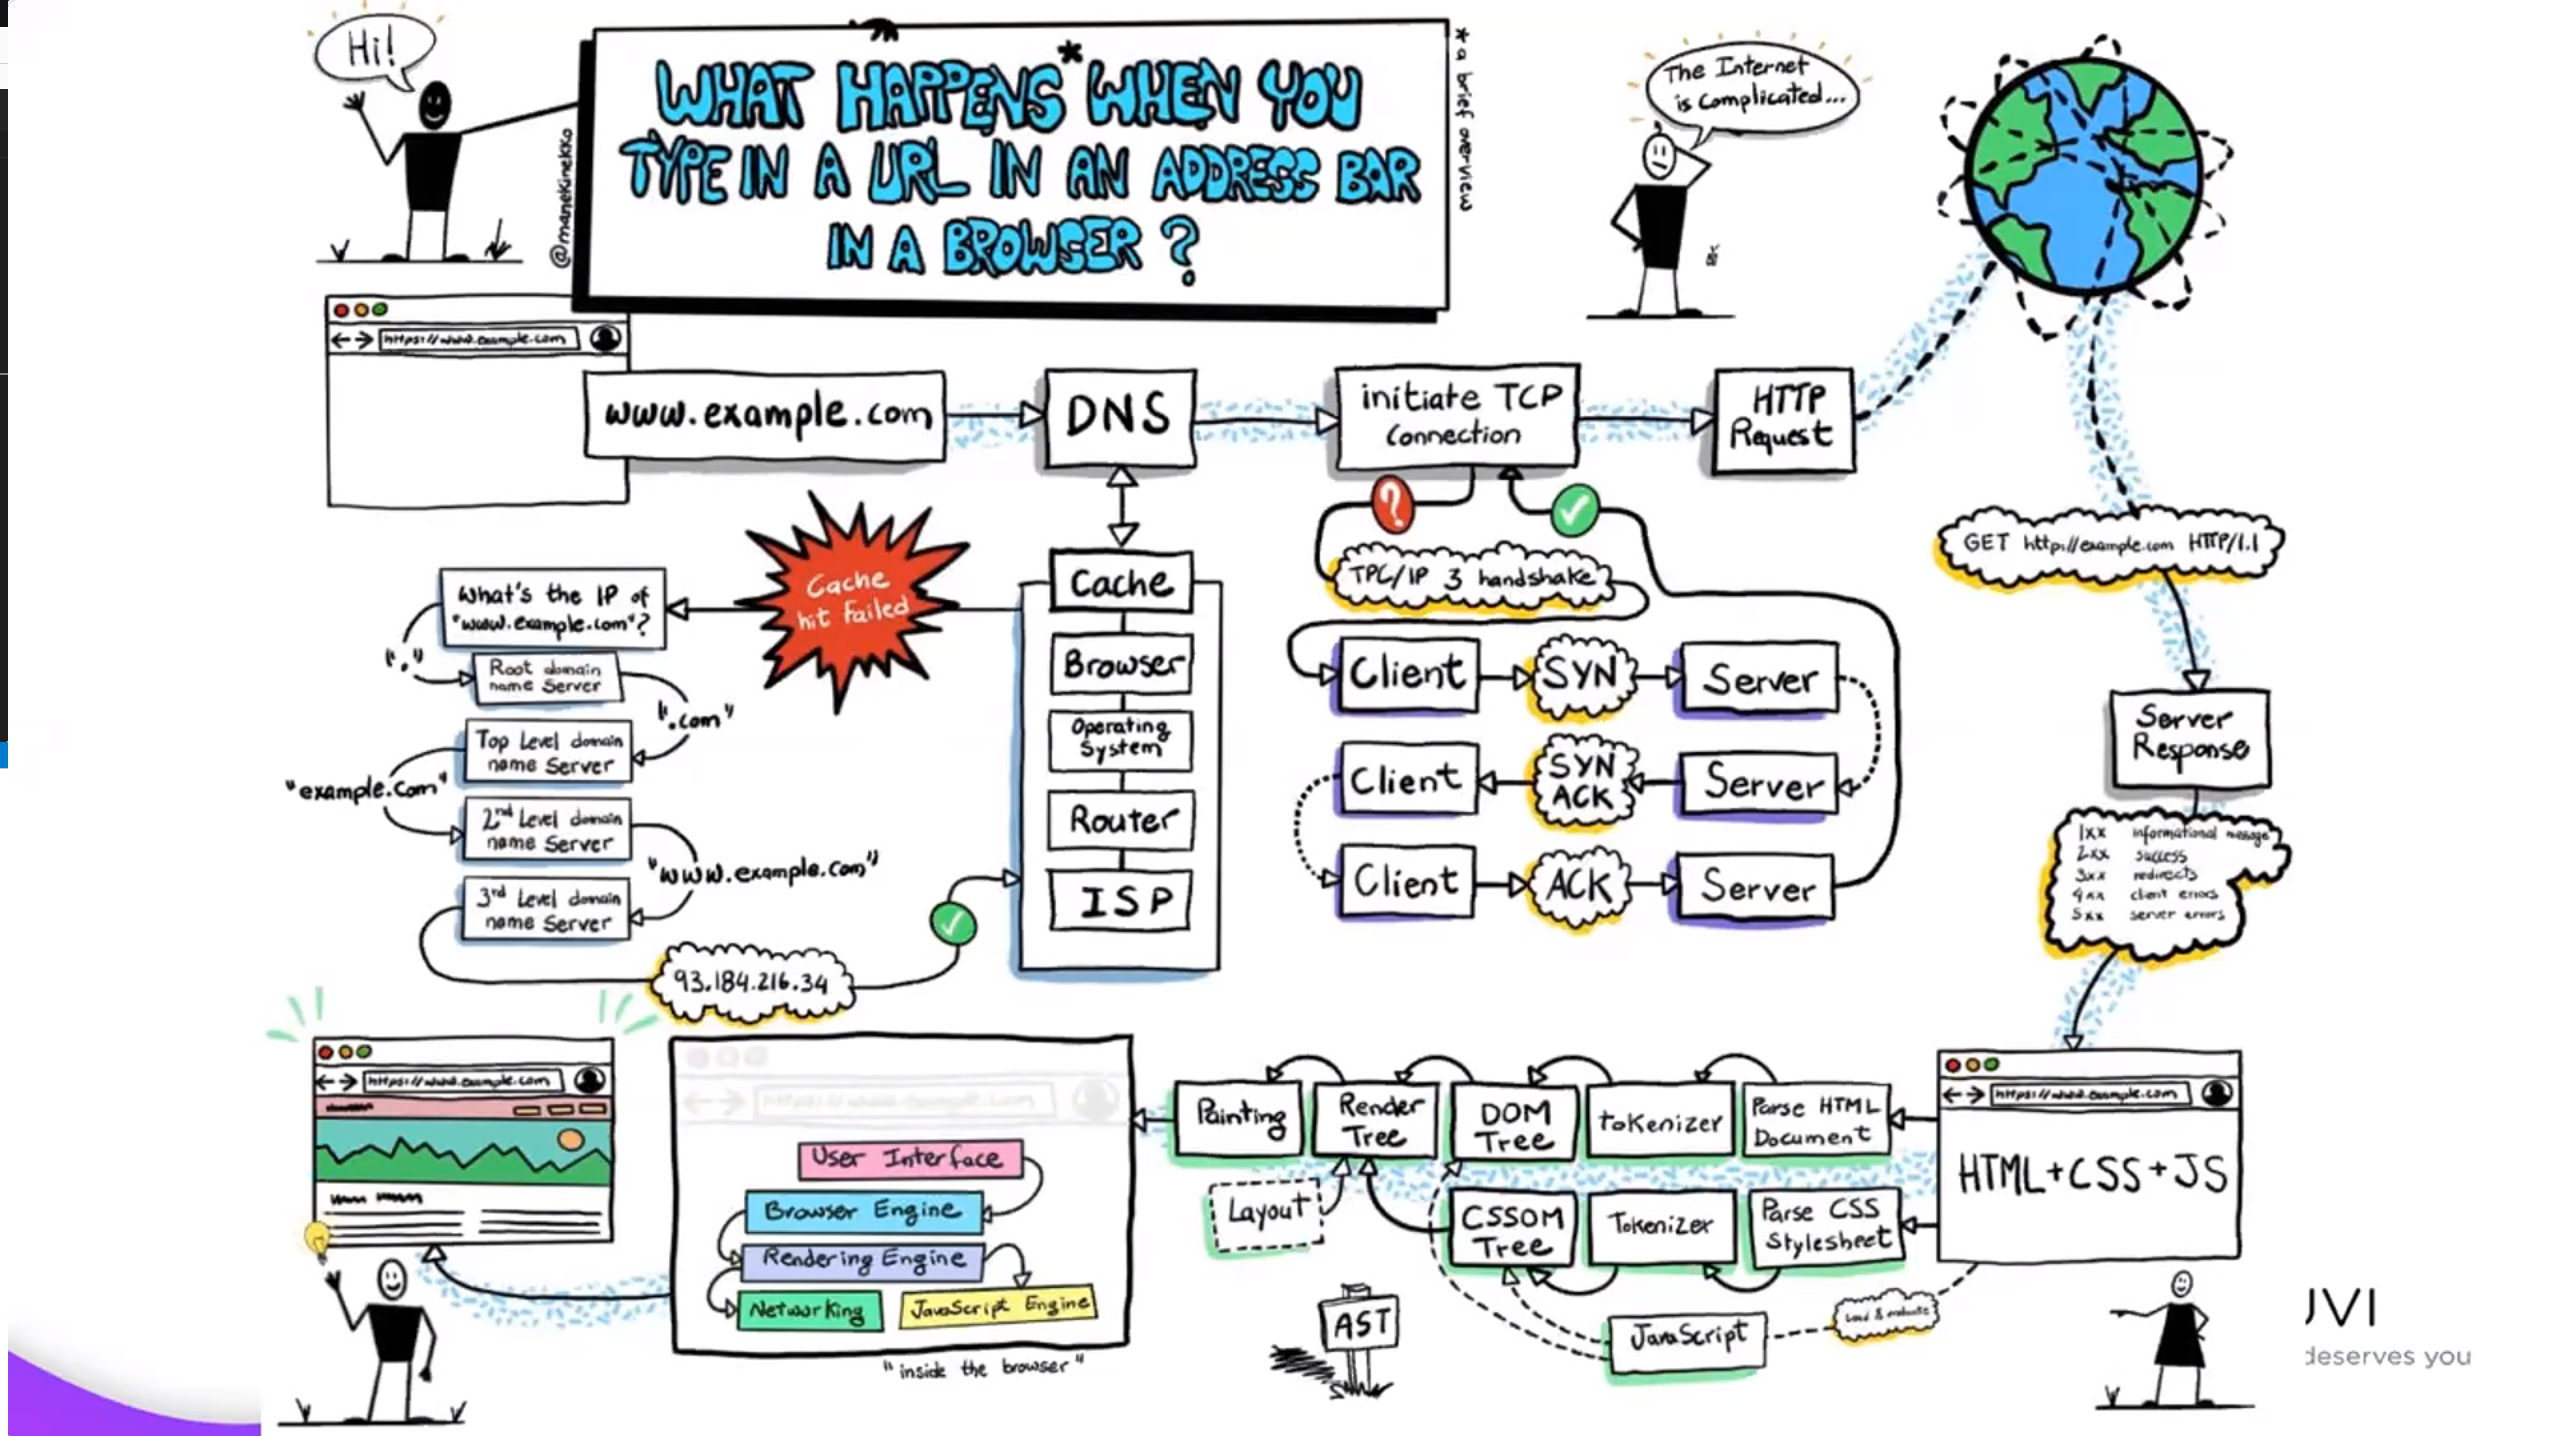 Hi!
@manekinekko
WHAT HAPPENS* WHEN YOU
TYPE IN A URL IN AN ADDRESS BAR
IN A BROWSER ?
* a brief overview
The Internet
is complicated...
https://www.example.com
www.example.com
DNS
initiate TCP
Connection
HTTP
Request
GET http://example.com HTTP/1.1
Server
Response
1xx informational message
2xx success
3xx redirects
4xx client errors
5xx server errors
Cache
Browser
Operating
System
Router
ISP
Cache
hit Failed
What's the IP of
"www.example.com"?
"."
Root domain
name Server
".com"
Top Level domain
name Server
"example.com"
2nd Level domain
name Server
"www.example.com"
3rd Level domain
name Server
93.184.216.34
?
TPC/IP 3 handshake
Client SYN Server
Client SYN Server
ACK
Client ACK Server
https://www.example.com
HTML+CSS+JS
Parse HTML
Document
toKenizer
DOM
Tree
Render
Tree
Painting
Layout
Parse CSS
Stylesheet
ToKenizer
CSSOM
Tree
JavaScript
Load & evaluate
AST
https://www.example.com
User Interface
Browser Engine
Rendering Engine
Networking
JavaScript Engine
"inside the browser"
https://www.example.com
UVI
deserves you